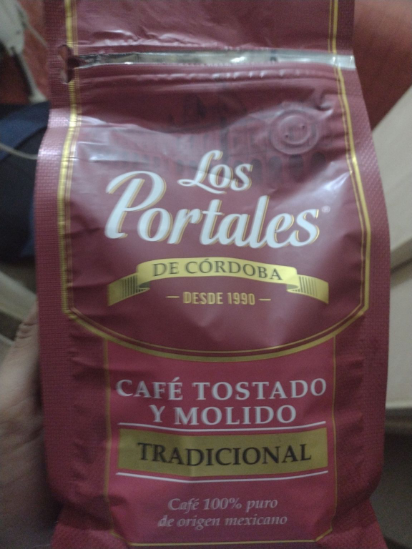 Los
Portales®
DE CÓRDOBA
— DESDE 1990 —
CAFÉ TOSTADO
Y MOLIDO
TRADICIONAL
Café 100% puro
de origen mexicano